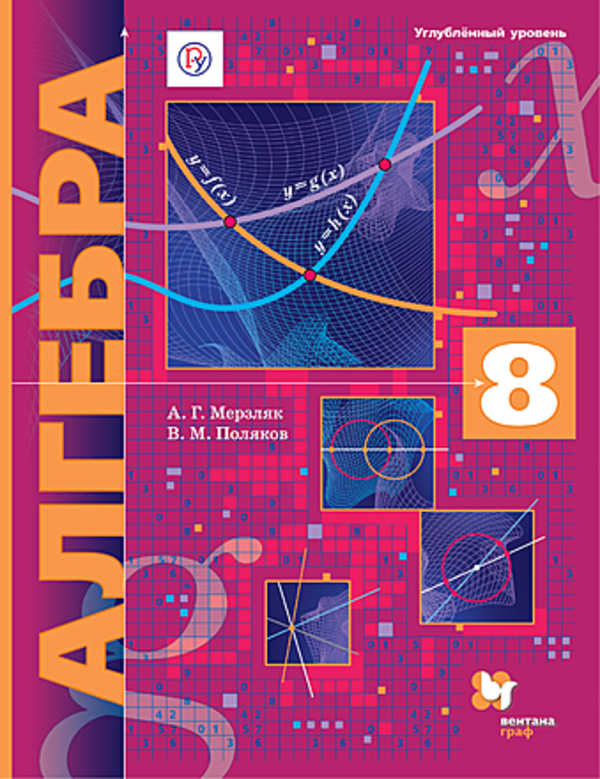 Углублённый уровень
АЛГЕБРА
y=f(x)
y=g(x)
y=h(x)
8
А. Г. Мерзляк
В. М. Поляков
вентана
граф